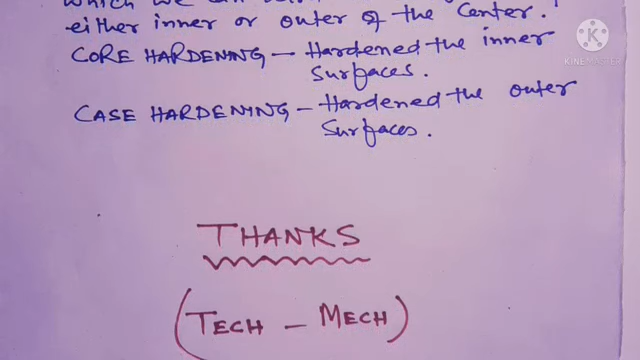 either inner or outer of the center.
CORE HARDENING - Hardened the inner
surfaces.
CASE HARDENING - Hardened the outer
surfaces.
THANKS
(TECH - MECH)
KINEMASTER